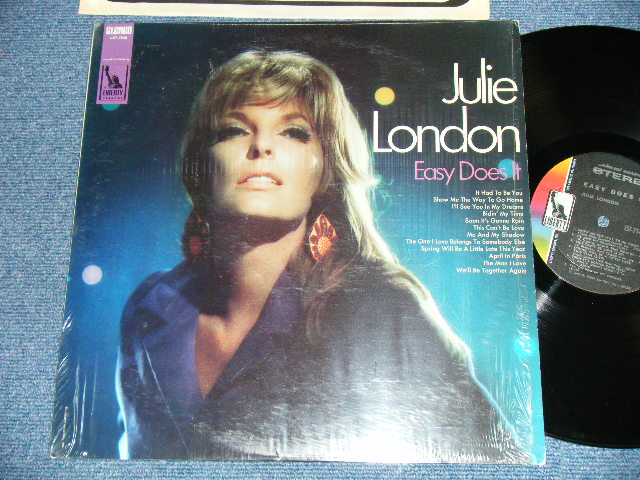 STEREO
LIBERTY
Julie
London
Easy Does It
It Had To Be You
Show Me The Way To Go Home
I'll See You In My Dreams
Bidin' My Time
Soon It's Gonna Rain
This Can't Be Love
Me And My Shadow
The One I Love Belongs To Somebody Else
Spring Will Be A Little Late This Year
April In Paris
The Man I Love
We'll Be Together Again
STEREO
EASY DOES
JULIE LONDON
LIBERTY